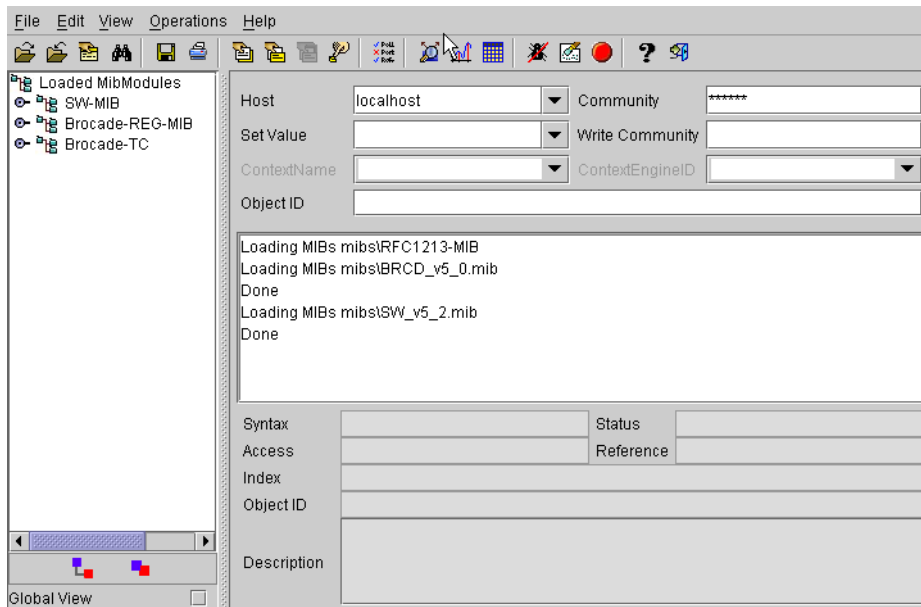 File Edit View Operations Help
Loaded MibModules
SW-MIB
Brocade-REG-MIB
Brocade-TC
Global View
Host localhost Community ******
Set Value Write Community
ContextName ContextEngineID
Object ID
Loading MIBs mibs\RFC1213-MIB
Loading MIBs mibs\BRCD_v5_0.mib
Done
Loading MIBs mibs\SW_v5_2.mib
Done
Syntax Status
Access Reference
Index
Object ID
Description